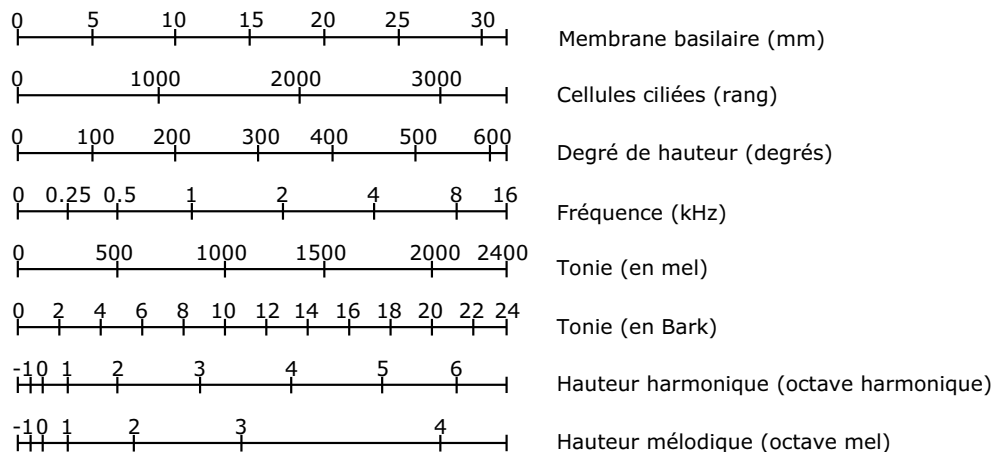 0 5 10 15 20 25 30 Membrane basilaire (mm)
0 1000 2000 3000 Cellules ciliées (rang)
0 100 200 300 400 500 600 Degré de hauteur (degrés)
0 0.25 0.5 1 2 4 8 16 Fréquence (kHz)
0 500 1000 1500 2000 2400 Tonie (en mel)
0 2 4 6 8 10 12 14 16 18 20 22 24 Tonie (en Bark)
-1 0 1 2 3 4 5 6 Hauteur harmonique (octave harmonique)
-1 0 1 2 3 4 Hauteur mélodique (octave mel)